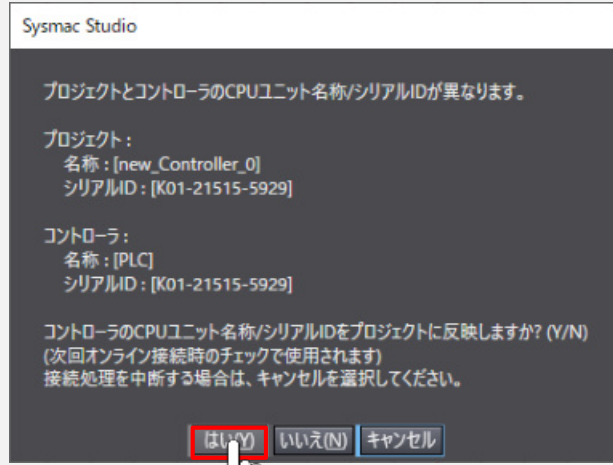 Sysmac Studio
プロジェクトとコントローラのCPUユニット名称/シリアルIDが異なります。
プロジェクト :
名称 : [new_Controller_0]
シリアルID : [K01-21515-5929]
コントローラ :
名称 : [PLC]
シリアルID : [K01-21515-5929]
コントローラのCPUユニット名称/シリアルIDをプロジェクトに反映しますか? (Y/N)
(次回オンライン接続時のチェックで使用されます)
接続処理を中断する場合は、キャンセルを選択してください。
はい(Y) いいえ(N) キャンセル